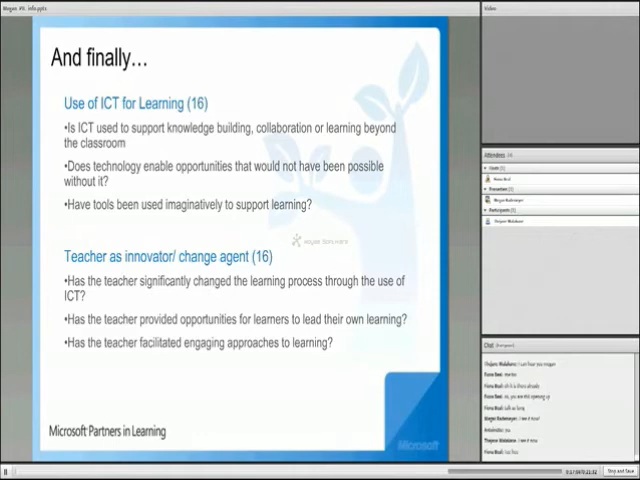 And finally...
Use of ICT for Learning (16)
•Is ICT used to support knowledge building, collaboration or learning beyond
the classroom
•Does technology enable opportunities that would not have been possible
without it?
•Have tools been used imaginatively to support learning?
Teacher as innovator/ change agent (16)
•Has the teacher significantly changed the learning process through the use of
ICT?
•Has the teacher provided opportunities for learners to lead their own learning?
•Has the teacher facilitated engaging approaches to learning?
Microsoft Partners in Learning
Microsoft
Video
Attendees
Chat
Stop and Save